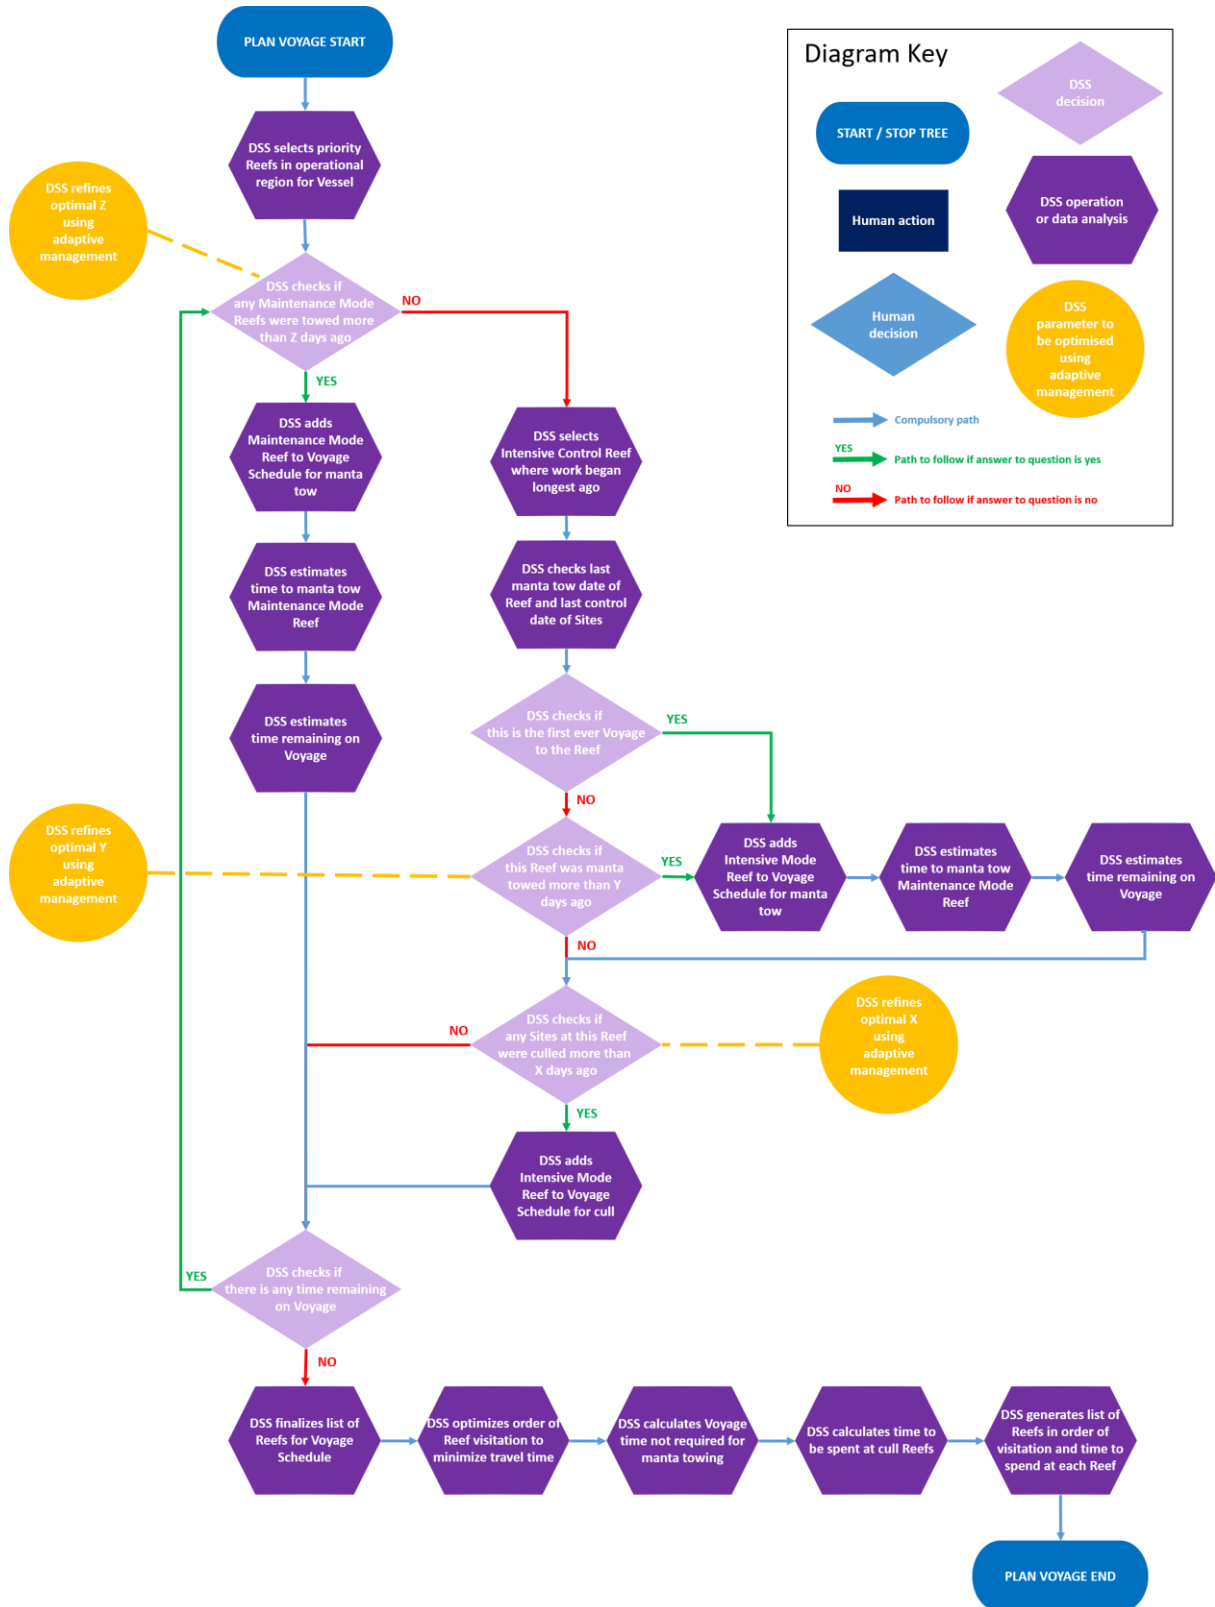 PLAN VOYAGE START
DSS selects priority
Reefs in operational
region for Vessel
DSS refines
optimal Z
using
adaptive
management
DSS checks if
any Maintenance Mode
Reefs were towed more
than Z days ago
NO
YES
DSS adds
Maintenance Mode
Reef to Voyage
Schedule for manta
tow
DSS estimates
time to manta tow
Maintenance Mode
Reef
DSS estimates
time remaining on
Voyage
DSS selects
Intensive Control Reef
where work began
longest ago
DSS checks last
manta tow date of
Reef and last control
date of Sites
DSS checks if
this is the first ever Voyage
to the Reef
YES
NO
DSS refines
optimal Y
using
adaptive
management
DSS checks if
this Reef was manta
towed more than Y
days ago
YES
NO
DSS adds
Intensive Mode
Reef to Voyage
Schedule for manta
tow
DSS estimates
time to manta tow
Maintenance Mode
Reef
DSS estimates
time remaining on
Voyage
DSS checks if
any Sites at this Reef
were culled more than
X days ago
NO
YES
DSS refines
optimal X
using
adaptive
management
DSS adds
Intensive Mode
Reef to Voyage
Schedule for cull
DSS checks if
there is any time remaining
on Voyage
YES
NO
DSS finalizes list of
Reefs for Voyage
Schedule
DSS optimizes order of
Reef visitation to
minimize travel time
DSS calculates Voyage
time not required for
manta towing
DSS calculates time to
be spent at cull Reefs
DSS generates list of
Reefs in order of
visitation and time to
spend at each Reef
PLAN VOYAGE END
Diagram Key
START / STOP TREE
Human action
Human
decision
DSS
decision
DSS operation
or data analysis
DSS
parameter to
be optimised
using
adaptive
management
Compulsory path
YES
Path to follow if answer to question is yes
NO
Path to follow if answer to question is no